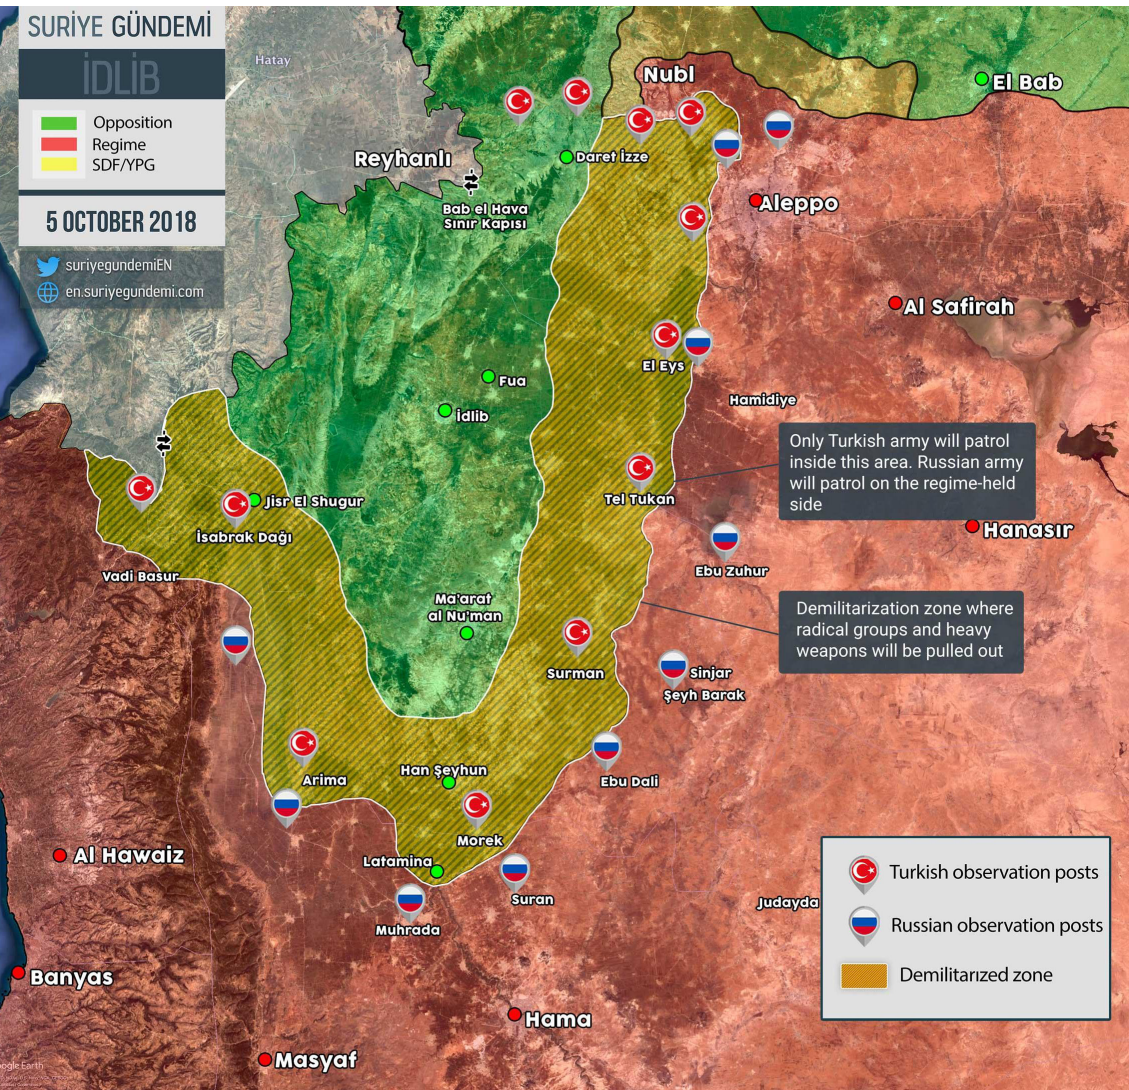 SURİYE GÜNDEMİ
İDLİB
Opposition
Regime
SDF/YPG
5 OCTOBER 2018
suriyegundemiEN
en.suriyegundemi.com
Hatay
Nubl
El Bab
Reyhanlı
Daret İzze
Bab el Hava
Sınır Kapısı
Aleppo
Al Safirah
El Eys
Fua
İdlib
Hamidiye
Only Turkish army will patrol
inside this area. Russian army
will patrol on the regime-held
side
Tel Tukan
Jisr El Shugur
İsabrak Dağı
Hanasır
Vadi Basur
Ebu Zuhur
Ma'arat
al Nu'man
Demilitarization zone where
radical groups and heavy
weapons will be pulled out
Surman
Sinjar
Şeyh Barak
Arima
Han Şeyhun
Ebu Dali
Morek
Latamina
Al Hawaiz
Suran
Muhrada
Judayda
Turkish observation posts
Russian observation posts
Demilitarized zone
Banyas
Hama
Masyaf